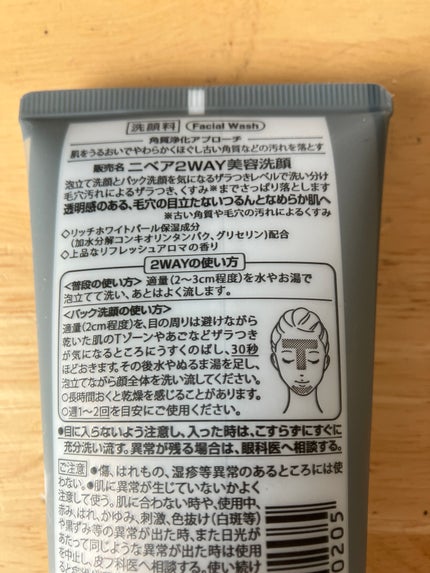 洗顔料 Facial Wash
角質浄化アプローチ
肌をうるおいでやわらかくほぐし古い角質などの汚れを落とす
販売名 ニベア2WAY美容洗顔
泡立て洗顔とパック洗顔を気になるザラつきレベルで洗い分け
毛穴汚れによるザラつき、くすみ※までさっぱり落とします
透明感のある、毛穴の目立たないつるんとなめらか肌へ
※古い角質や毛穴の汚れによるくすみ
◇リッチホワイトパール保湿成分
(加水分解コンキオリンタンパク、グリセリン)配合
◇上品なリフレッシュアロマの香り
2WAYの使い方
<普段の使い方> 適量(2〜3cm程度)を水やお湯で
泡立てて洗い、あとはよく流します。
<パック洗顔の使い方>
適量(2cm程度)を、目の周りは避けながら
乾いた肌のTゾーンやあごなどザラつき
が気になるところにうすくのばし、30秒
ほどおきます。その後水やぬるま湯を足し、
泡立てながら顔全体を洗い流してください。
○長時間おくと乾燥を感じることがあります。
○週1〜2回を目安にご使用ください。
●目に入らないよう注意し、入った時は、こすらずにすぐに
充分洗い流す。異常が残る場合は、眼科医へ相談する。
ご注意 ●傷、はれもの、湿疹等異常のあるところには使
わない。●肌に異常が生じていないかよく
注意して使う。肌に合わない時や、使用中、
赤み、はれ、かゆみ、刺激、色抜け(白斑等)
や黒ずみ等の異常が出た時、また日光が
あたって同じような異常が出た時は使用
を中止し、皮フ科医へ相談する。使い続け
0205